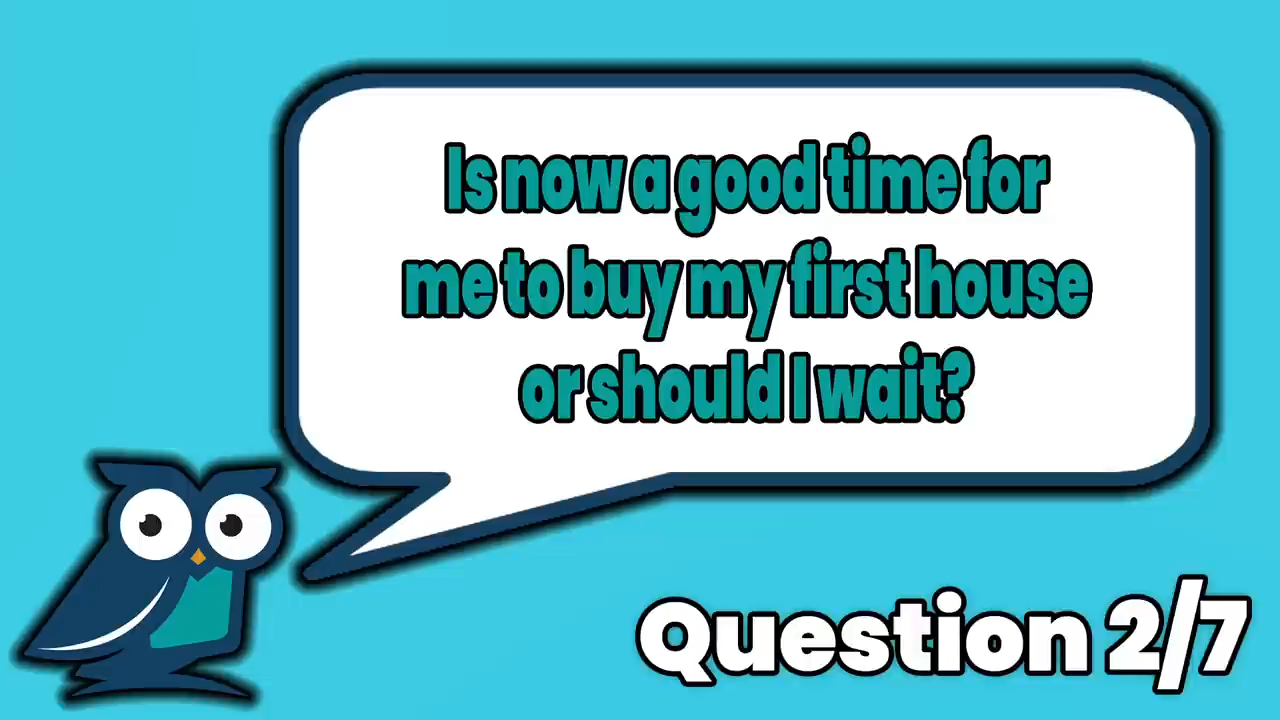 Is now a good time for
me to buy my first house
or should I wait?
Question 2/7